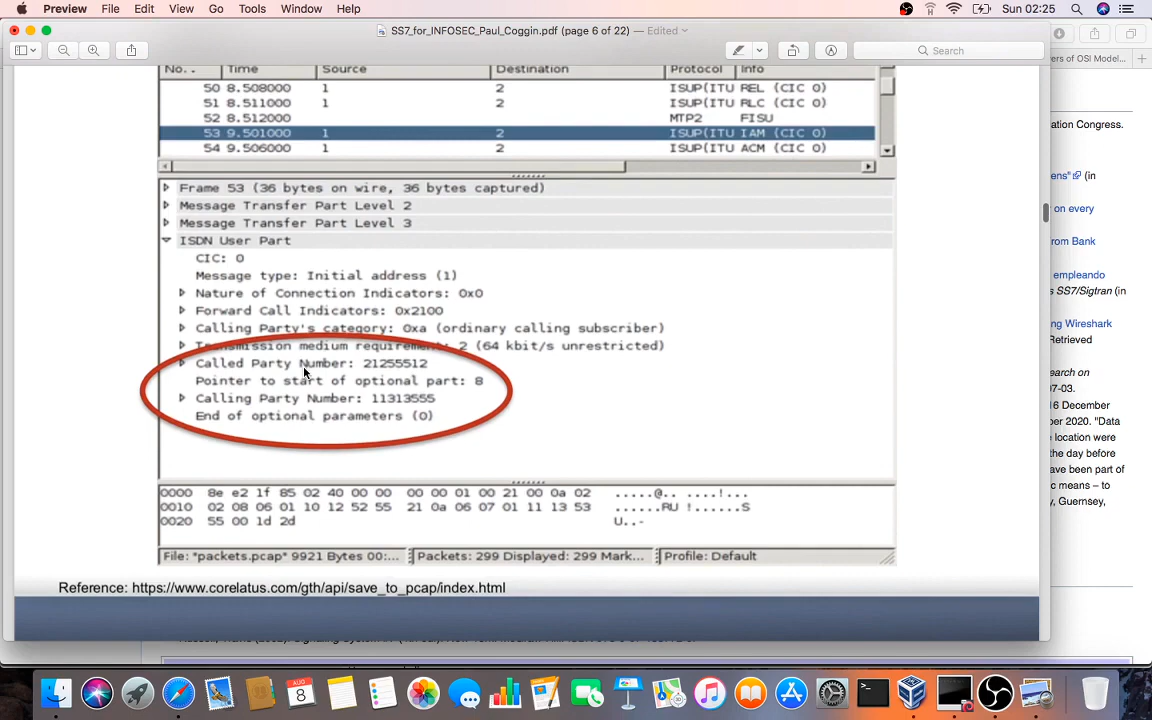 Preview File Edit View Go Tools Window Help Sun 02:25
SS7_for_INFOSEC_Paul_Coggin.pdf (page 6 of 22) — Edited
Search
ers of OSI Model...
No. . Time Source Destination Protocol Info
50 8.508000 1 2 ISUP(ITU REL (CIC 0)
51 8.511000 1 2 ISUP(ITU RLC (CIC 0)
52 8.512000 MTP2 FISU
53 9.501000 1 2 ISUP(ITU IAM (CIC 0)
54 9.506000 1 2 ISUP(ITU ACM (CIC 0)
Frame 53 (36 bytes on wire, 36 bytes captured)
Message Transfer Part Level 2
Message Transfer Part Level 3
ISDN User Part
CIC: 0
Message type: Initial address (1)
Nature of Connection Indicators: 0x0
Forward Call Indicators: 0x2100
Calling Party's category: 0xa (ordinary calling subscriber)
Transmission medium requirement: 2 (64 kbit/s unrestricted)
Called Party Number: 21255512
Pointer to start of optional part: 8
Calling Party Number: 11313555
End of optional parameters (0)
0000 8e e2 1f 85 02 40 00 00 00 00 01 00 21 00 0a 02 .....@.. ....!...
0010 02 08 06 01 10 12 52 55 21 0a 06 07 01 11 13 53 ......RU !......S
0020 55 00 1d 2d U..-
File: "packets.pcap" 9921 Bytes 00:... Packets: 299 Displayed: 299 Mark... Profile: Default
Reference: https://www.corelatus.com/gth/api/save_to_pcap/index.html
ation Congress.
ens" (in
on every
rom Bank
empleando
s SS7/Sigtran (in
ng Wireshark
Retrieved
earch on
07-03.
16 December
ber 2020. "Data
e location were
the day before
ave been part of
c means – to
y, Guernsey,
AUG
8